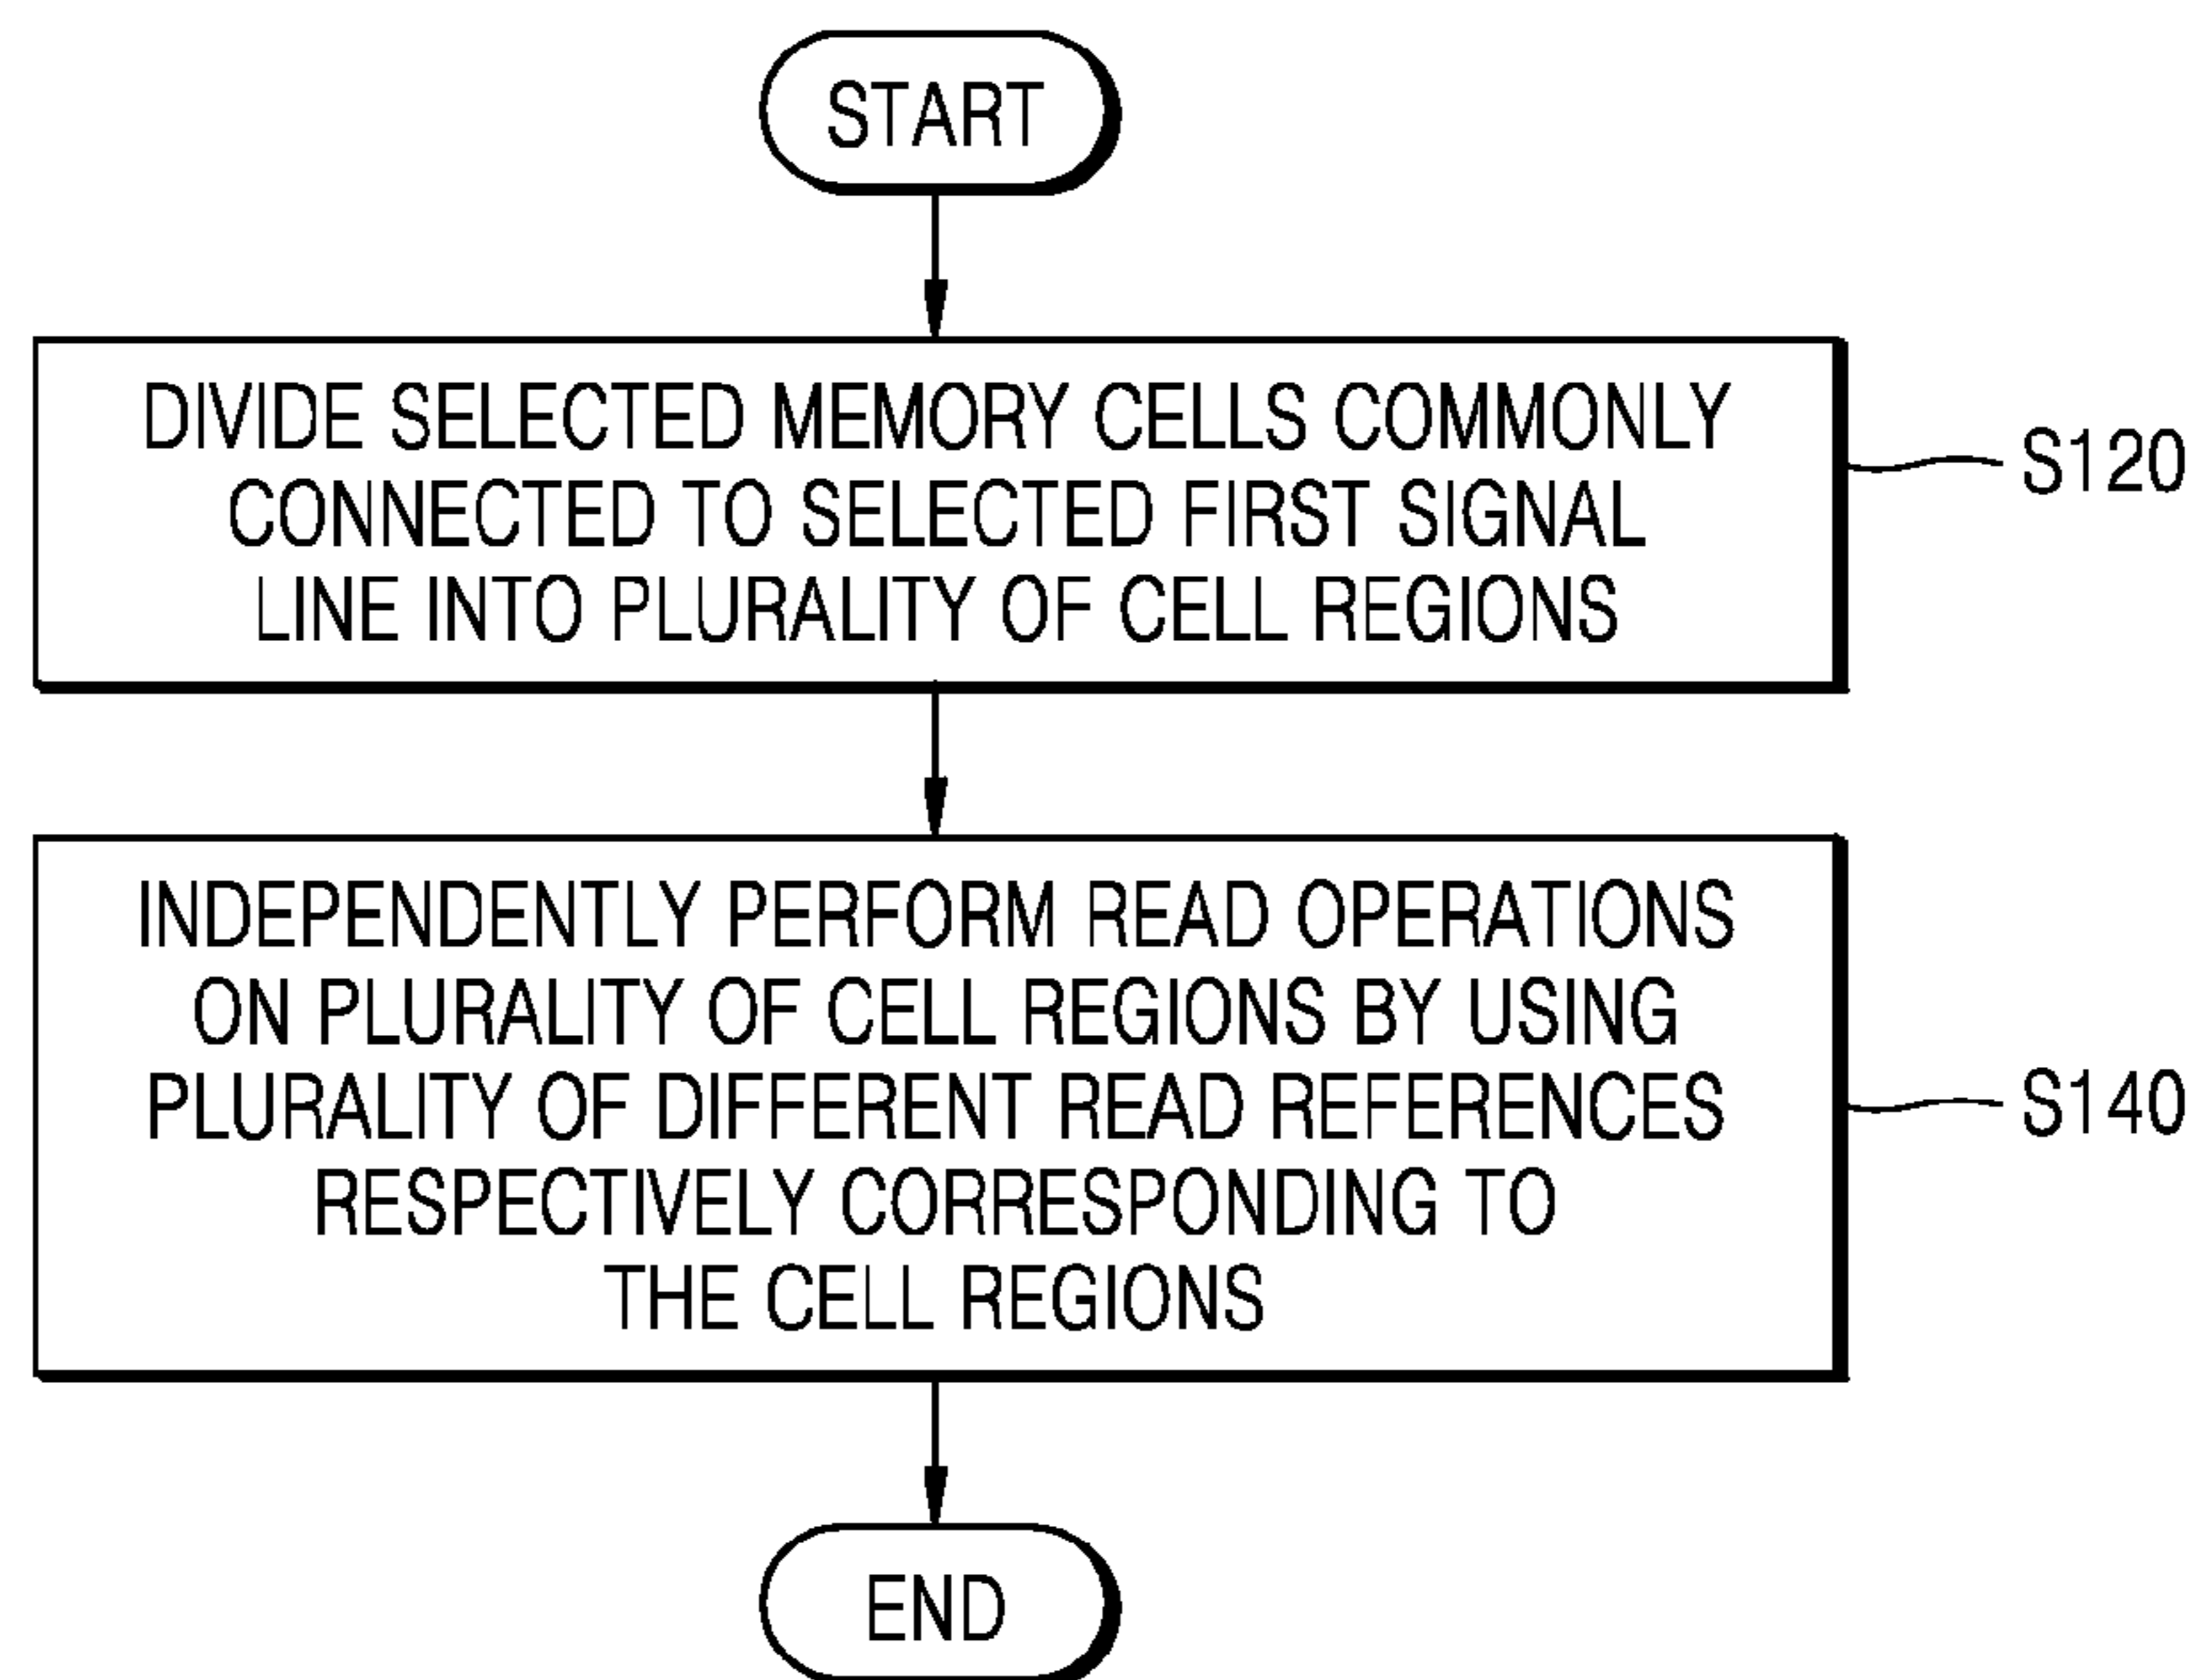 START
DIVIDE SELECTED MEMORY CELLS COMMONLY
CONNECTED TO SELECTED FIRST SIGNAL
LINE INTO PLURALITY OF CELL REGIONS
S120
INDEPENDENTLY PERFORM READ OPERATIONS
ON PLURALITY OF CELL REGIONS BY USING
PLURALITY OF DIFFERENT READ REFERENCES
RESPECTIVELY CORRESPONDING TO
THE CELL REGIONS
S140
END